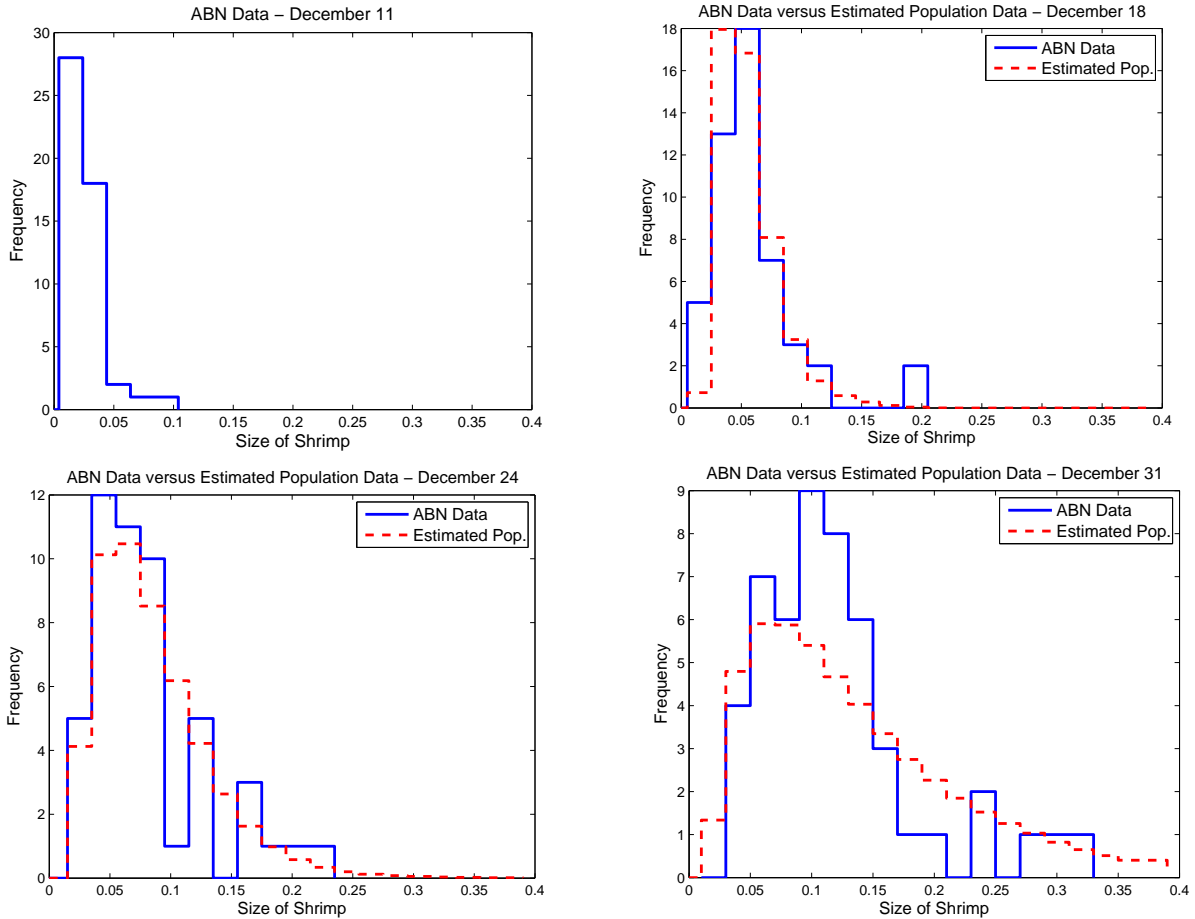 ABN Data – December 11
30
25
20
15
10
5
0
Frequency
0 0.05 0.1 0.15 0.2 0.25 0.3 0.35 0.4
Size of Shrimp
ABN Data versus Estimated Population Data – December 18
ABN Data
Estimated Pop.
18
16
14
12
10
8
6
4
2
0
Frequency
0 0.05 0.1 0.15 0.2 0.25 0.3 0.35 0.4
Size of Shrimp
ABN Data versus Estimated Population Data – December 24
ABN Data
Estimated Pop.
12
10
8
6
4
2
0
Frequency
0 0.05 0.1 0.15 0.2 0.25 0.3 0.35 0.4
Size of Shrimp
ABN Data versus Estimated Population Data – December 31
ABN Data
Estimated Pop.
9
8
7
6
5
4
3
2
1
0
Frequency
0 0.05 0.1 0.15 0.2 0.25 0.3 0.35 0.4
Size of Shrimp